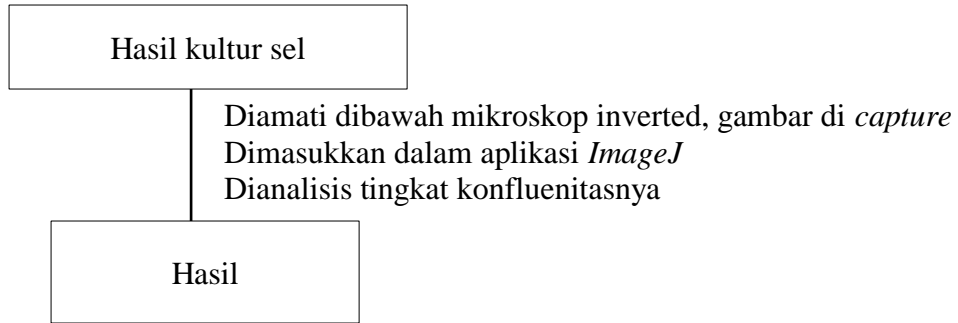 Hasil kultur sel
Diamati dibawah mikroskop inverted, gambar di capture
Dimasukkan dalam aplikasi ImageJ
Dianalisis tingkat konfluenitasnya
Hasil